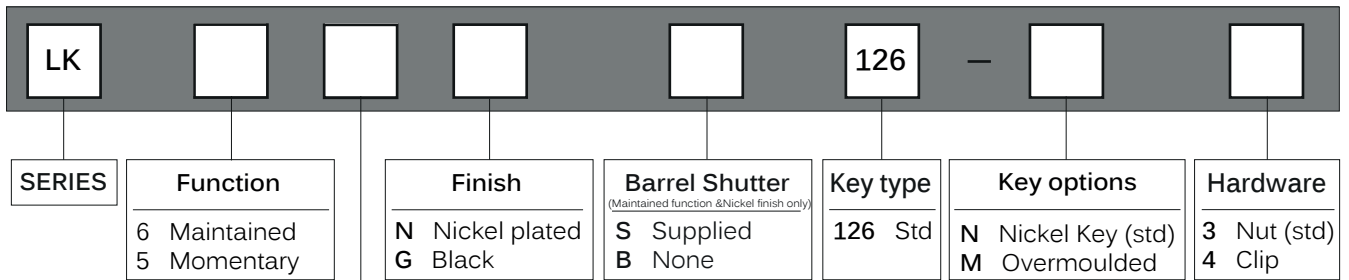 LK 126 –
SERIES
Function
6 Maintained
5 Momentary
Finish
N Nickel plated
G Black
Barrel Shutter
(Maintained function &Nickel finish only)
S Supplied
B None
Key type
126 Std
Key options
N Nickel Key (std)
M Overmoulded
Hardware
3 Nut (std)
4 Clip